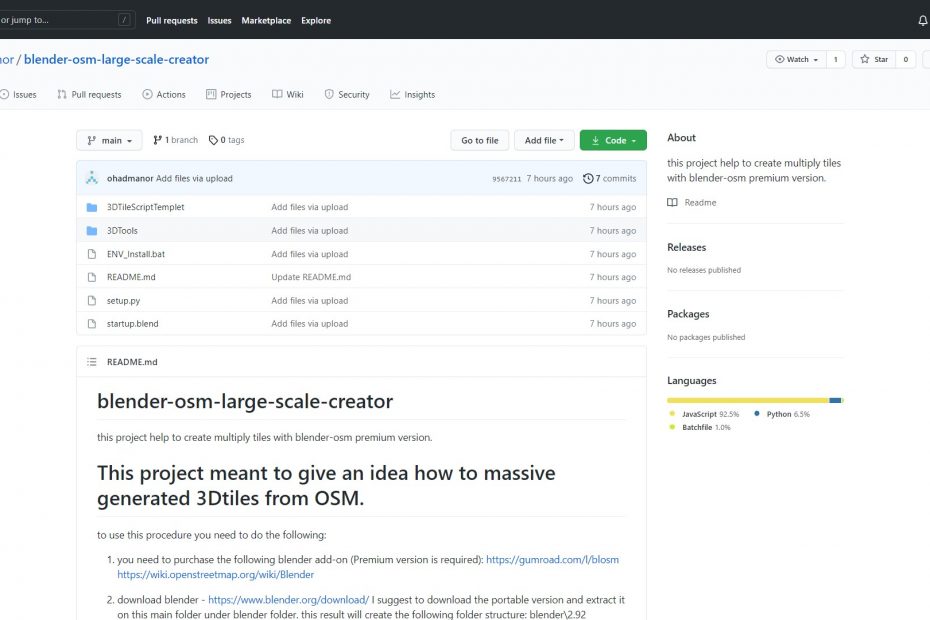 or jump to... /
Pull requests Issues Marketplace Explore
nor / blender-osm-large-scale-creator
Watch 1 Star 0
Issues Pull requests Actions Projects Wiki Security Insights
main 1 branch 0 tags Go to file Add file Code
ohadmanor Add files via upload 9567211 7 hours ago 7 commits
3DTileScriptTemplet Add files via upload 7 hours ago
3DTools Add files via upload 7 hours ago
ENV_Install.bat Add files via upload 7 hours ago
README.md Update README.md 7 hours ago
setup.py Add files via upload 7 hours ago
startup.blend Add files via upload 7 hours ago
README.md
blender-osm-large-scale-creator
this project help to create multiply tiles with blender-osm premium version.
This project meant to give an idea how to massive
generated 3Dtiles from OSM.
to use this procedure you need to do the following:
1. you need to purchase the following blender add-on (Premium version is required): https://gumroad.com/l/blosm
https://wiki.openstreetmap.org/wiki/Blender
2. download blender - https://www.blender.org/download/ I suggest to download the portable version and extract it
on this main folder under blender folder. this result will create the following folder structure: blender\2.92
About
this project help to create multiply tiles
with blender-osm premium version.
Readme
Releases
No releases published
Packages
No packages published
Languages
JavaScript 92.5% Python 6.5%
Batchfile 1.0%